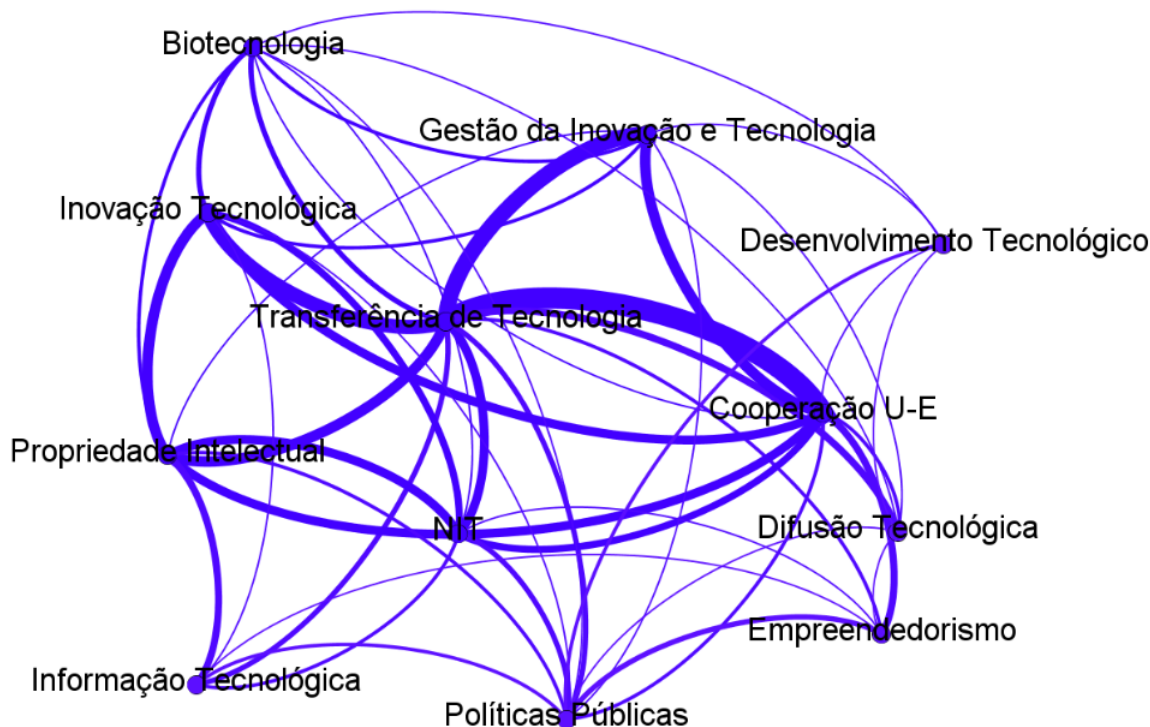 Biotecnologia
Gestão da Inovação e Tecnologia
Inovação Tecnológica
Desenvolvimento Tecnológico
Transferência de Tecnologia
Cooperação U-E
Propriedade Intelectual
NIT
Difusão Tecnológica
Empreendedorismo
Informação Tecnológica
Políticas Públicas